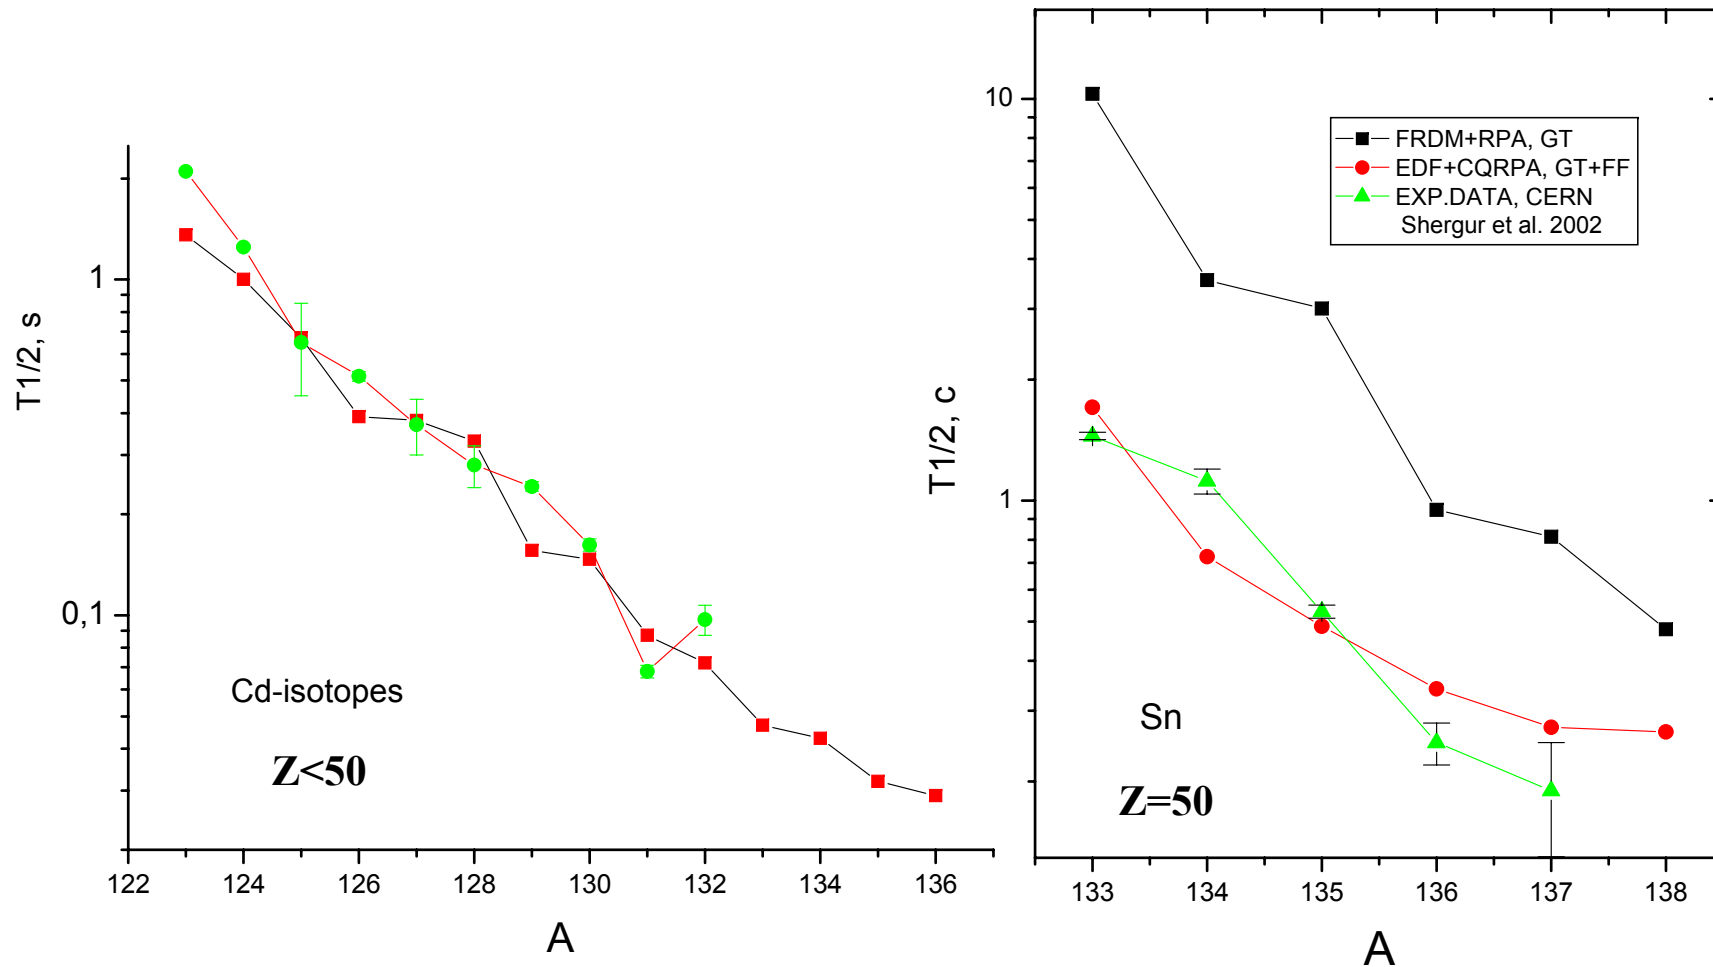 T1/2, s
1
0,1
Cd-isotopes
Z<50
122
124
126
128
130
132
134
136
A
T1/2, c
10
1
FRDM+RPA, GT
EDF+CQRPA, GT+FF
EXP.DATA, CERN
Shergur et al. 2002
Sn
Z=50
133
134
135
136
137
138
A